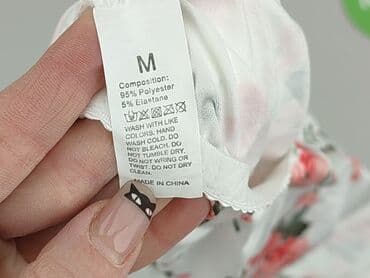 M
Composition:
95% Polyester
5% Elastane
WASH WITH LIKE
COLORS. HAND
WASH COLD. DO
NOT BLEACH. DO
NOT TUMBLE DRY.
DO NOT WRING OR
TWIST. DO NOT DRY
CLEAN.
MADE IN CHINA